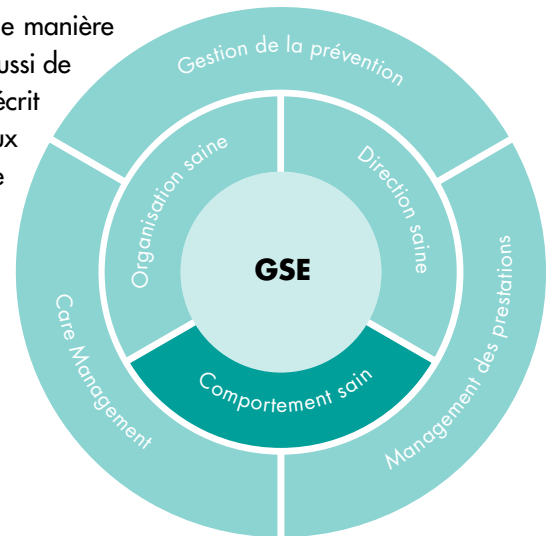 e manière
ussi de
écrit
ux
e
Gestion de la prévention
Organisation saine
Direction saine
GSE
Comportement sain
Care Management
Management des prestations